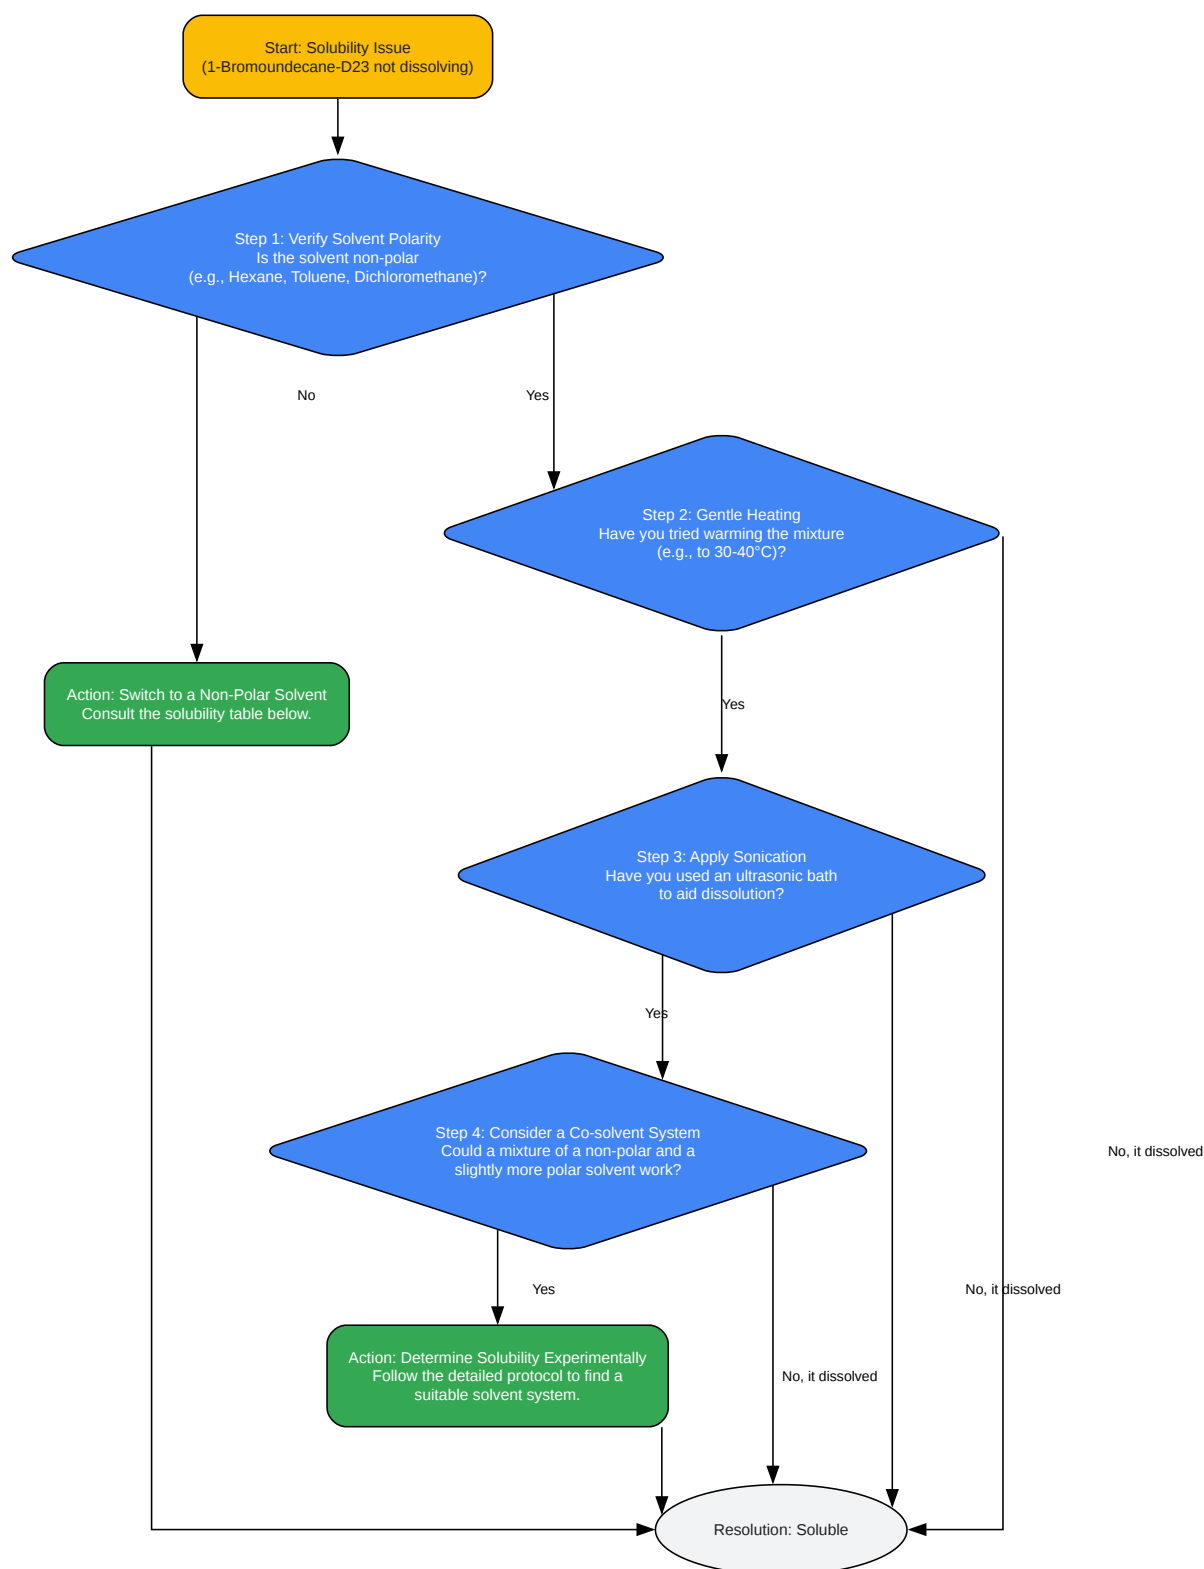 Start: Solubility Issue
(1-Bromoundecane-D23 not dissolving)
Step 1: Verify Solvent Polarity
Is the solvent non-polar
(e.g., Hexane, Toluene, Dichloromethane)?
No
Yes
Step 2: Gentle Heating
Have you tried warming the mixture
(e.g., to 30-40°C)?
Action: Switch to a Non-Polar Solvent
Consult the solubility table below.
Yes
Step 3: Apply Sonication
Have you used an ultrasonic bath
to aid dissolution?
Yes
Step 4: Consider a Co-solvent System
Could a mixture of a non-polar and a
slightly more polar solvent work?
No, it dissolved
Yes
No, it dissolved
Action: Determine Solubility Experimentally
Follow the detailed protocol to find a
suitable solvent system.
No, it dissolved
Resolution: Soluble